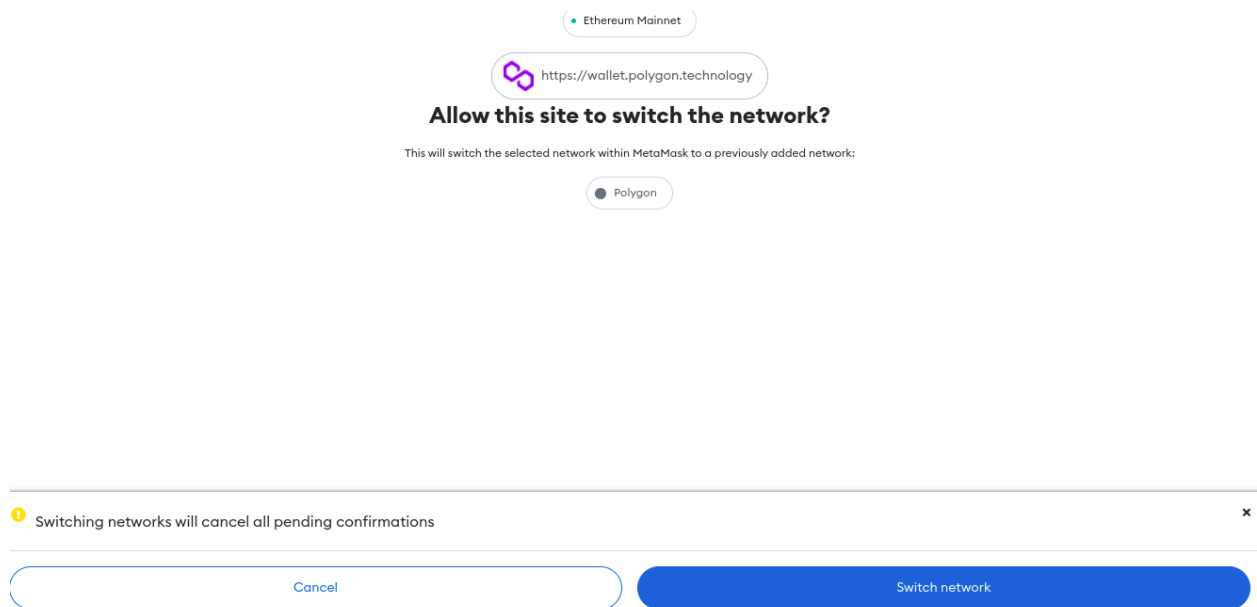 Ethereum Mainnet
https://wallet.polygon.technology
Allow this site to switch the network?
This will switch the selected network within MetaMask to a previously added network:
Polygon
Switching networks will cancel all pending confirmations
Cancel
Switch network